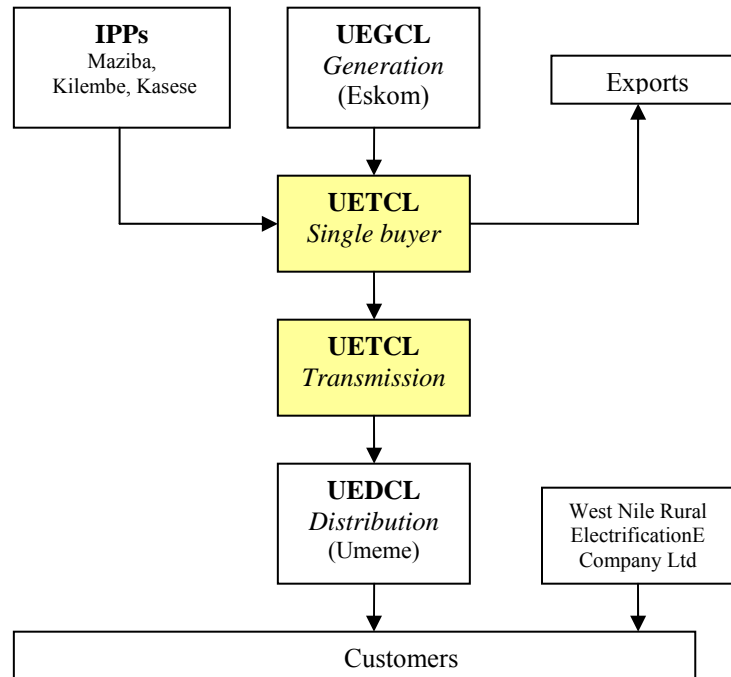 IPPs
Maziba,
Kilembe, Kasese
UEGCL
Generation
(Eskom)
Exports
UETCL
Single buyer
UETCL
Transmission
UEDCL
Distribution
(Umeme)
West Nile Rural
ElectrificationE
Company Ltd
Customers